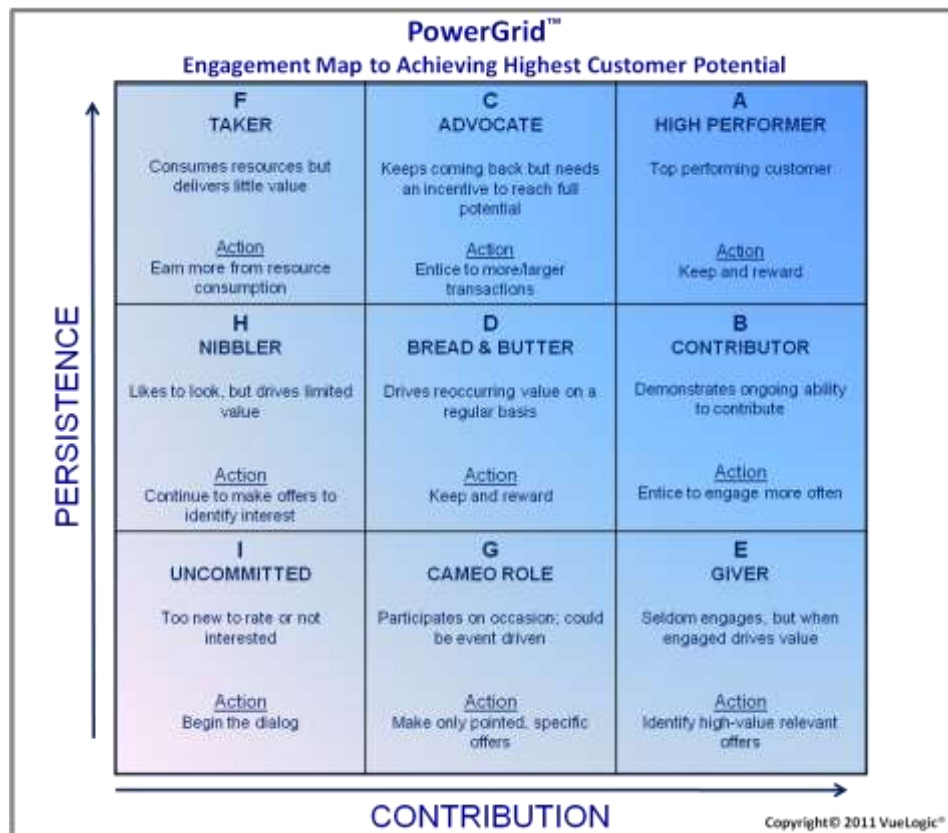 PowerGrid™
Engagement Map to Achieving Highest Customer Potential
PERSISTENCE
F
TAKER
Consumes resources but
delivers little value
Action
Earn more from resource
consumption
C
ADVOCATE
Keeps coming back but needs
an incentive to reach full
potential
Action
Entice to more/larger
transactions
A
HIGH PERFORMER
Top performing customer
Action
Keep and reward
H
NIBBLER
Likes to look, but drives limited
value
Action
Continue to make offers to
identify interest
D
BREAD & BUTTER
Drives reoccurring value on a
regular basis
Action
Keep and reward
B
CONTRIBUTOR
Demonstrates ongoing ability
to contribute
Action
Entice to engage more often
I
UNCOMMITTED
Too new to rate or not
interested
Action
Begin the dialog
G
CAMEO ROLE
Participates on occasion; could
be event driven
Action
Make only pointed, specific
offers
E
GIVER
Seldom engages, but when
engaged drives value
Action
Identify high-value relevant
offers
CONTRIBUTION
Copyright© 2011 VueLogic®